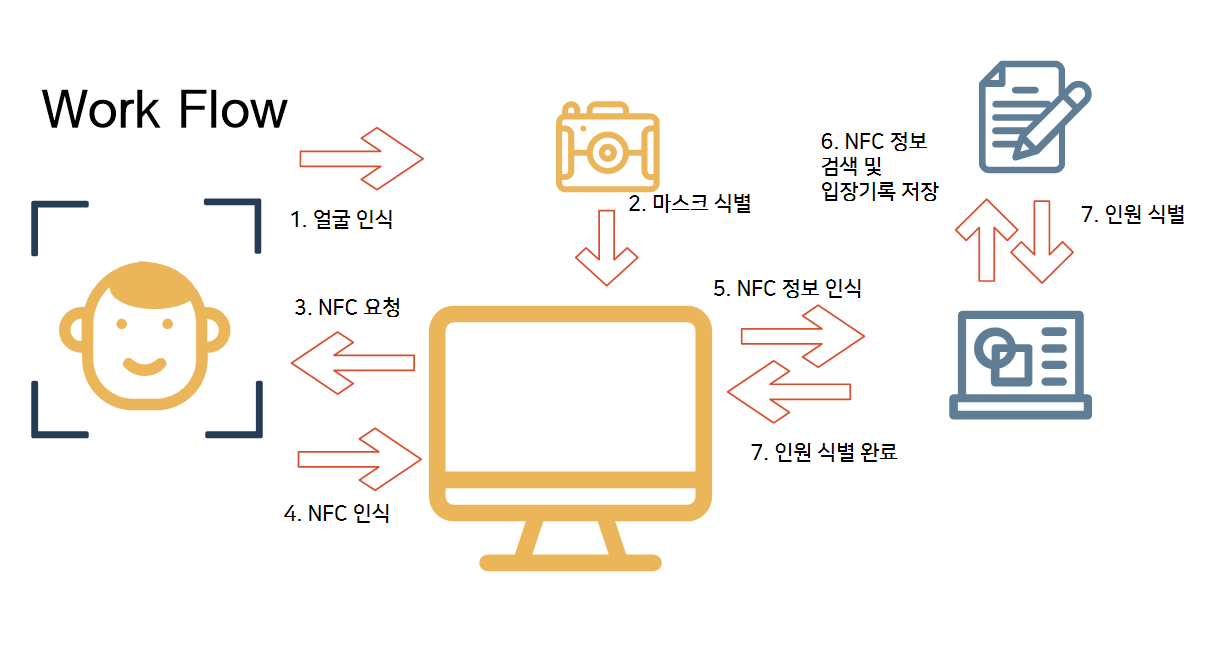 Work Flow
1. 얼굴 인식
2. 마스크 식별
3. NFC 요청
4. NFC 인식
5. NFC 정보 인식
6. NFC 정보
검색 및
입장기록 저장
7. 인원 식별
7. 인원 식별 완료